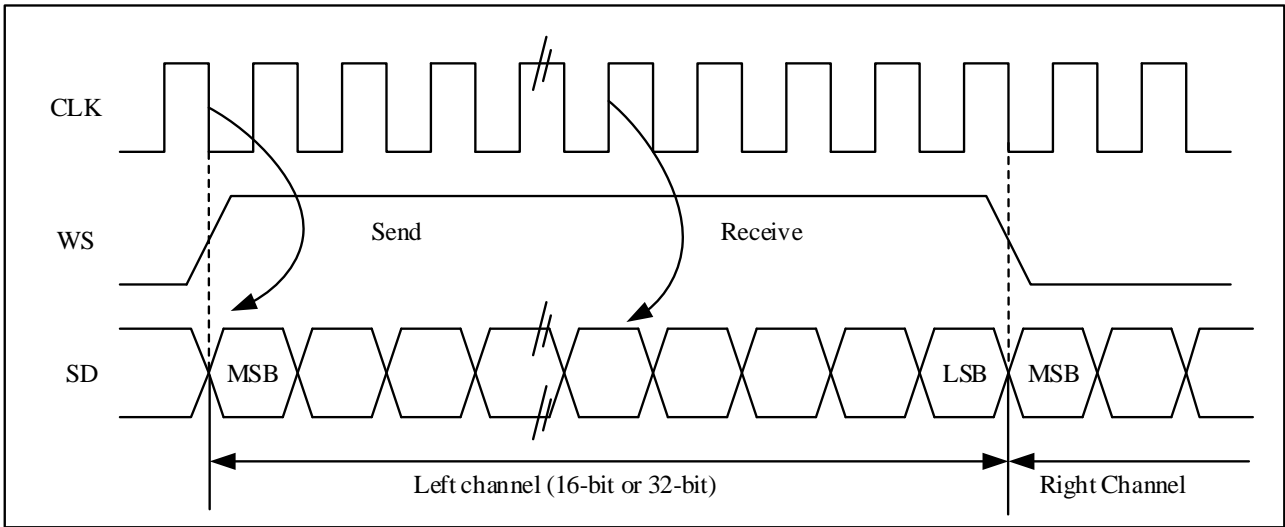 CLK
WS
Send
Receive
SD
MSB
LSB
MSB
Left channel (16-bit or 32-bit)
Right Channel